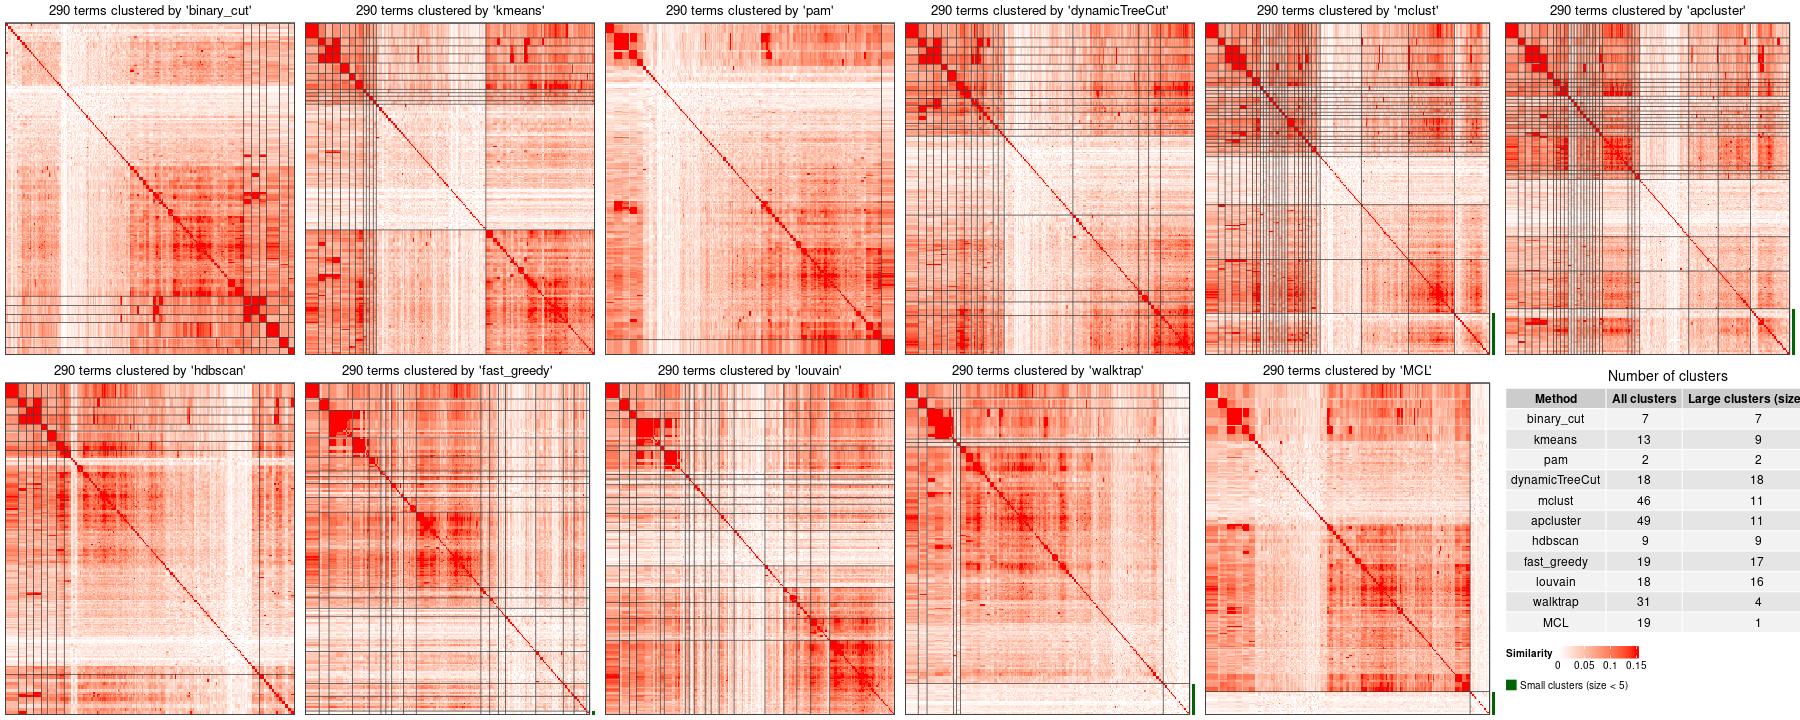 290 terms clustered by 'binary_cut'
290 terms clustered by 'kmeans'
290 terms clustered by 'pam'
290 terms clustered by 'dynamicTreeCut'
290 terms clustered by 'mclust'
290 terms clustered by 'apcluster'
290 terms clustered by 'hdbscan'
290 terms clustered by 'fast_greedy'
290 terms clustered by 'louvain'
290 terms clustered by 'walktrap'
290 terms clustered by 'MCL'
Number of clusters
Method All clusters Large clusters (size
binary_cut 7 7
kmeans 13 9
pam 2 2
dynamicTreeCut 18 18
mclust 46 11
apcluster 49 11
hdbscan 9 9
fast_greedy 19 17
louvain 18 16
walktrap 31 4
MCL 19 1
Similarity
0 0.05 0.1 0.15
Small clusters (size < 5)